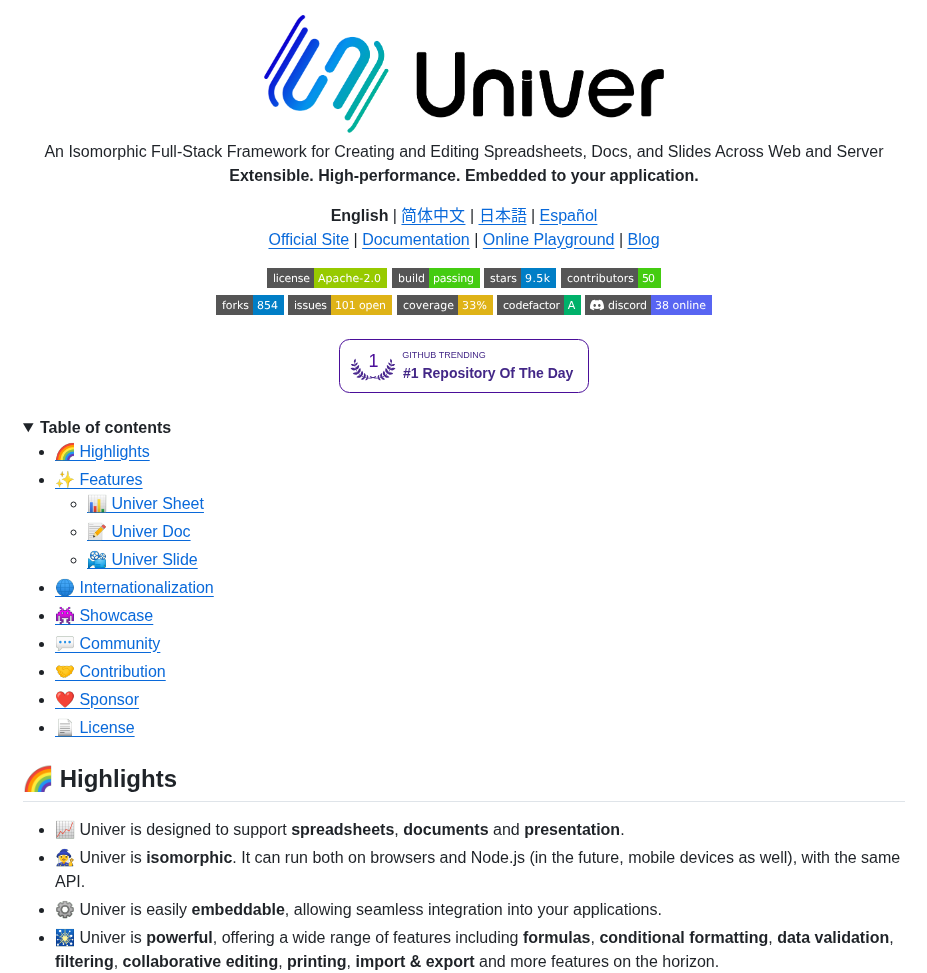 Univer
An Isomorphic Full-Stack Framework for Creating and Editing Spreadsheets, Docs, and Slides Across Web and Server
Extensible. High-performance. Embedded to your application.
English | 简体中文 | 日本語 | Español
Official Site | Documentation | Online Playground | Blog
license Apache-2.0 build passing stars 9.5k contributors 50
forks 854 issues 101 open coverage 33% codefactor A discord 38 online
1 GITHUB TRENDING
#1 Repository Of The Day
▼ Table of contents
• 🌈 Highlights
• ✨ Features
◦ 📊 Univer Sheet
◦ 📝 Univer Doc
◦ 📽️ Univer Slide
• 🌐 Internationalization
• 👾 Showcase
• 💬 Community
• 🤝 Contribution
• ❤️ Sponsor
• 📄 License
🌈 Highlights
• 📈 Univer is designed to support spreadsheets, documents and presentation.
• 🧙‍♀️ Univer is isomorphic. It can run both on browsers and Node.js (in the future, mobile devices as well), with the same
API.
• ⚙️ Univer is easily embeddable, allowing seamless integration into your applications.
• 🎇 Univer is powerful, offering a wide range of features including formulas, conditional formatting, data validation,
filtering, collaborative editing, printing, import & export and more features on the horizon.